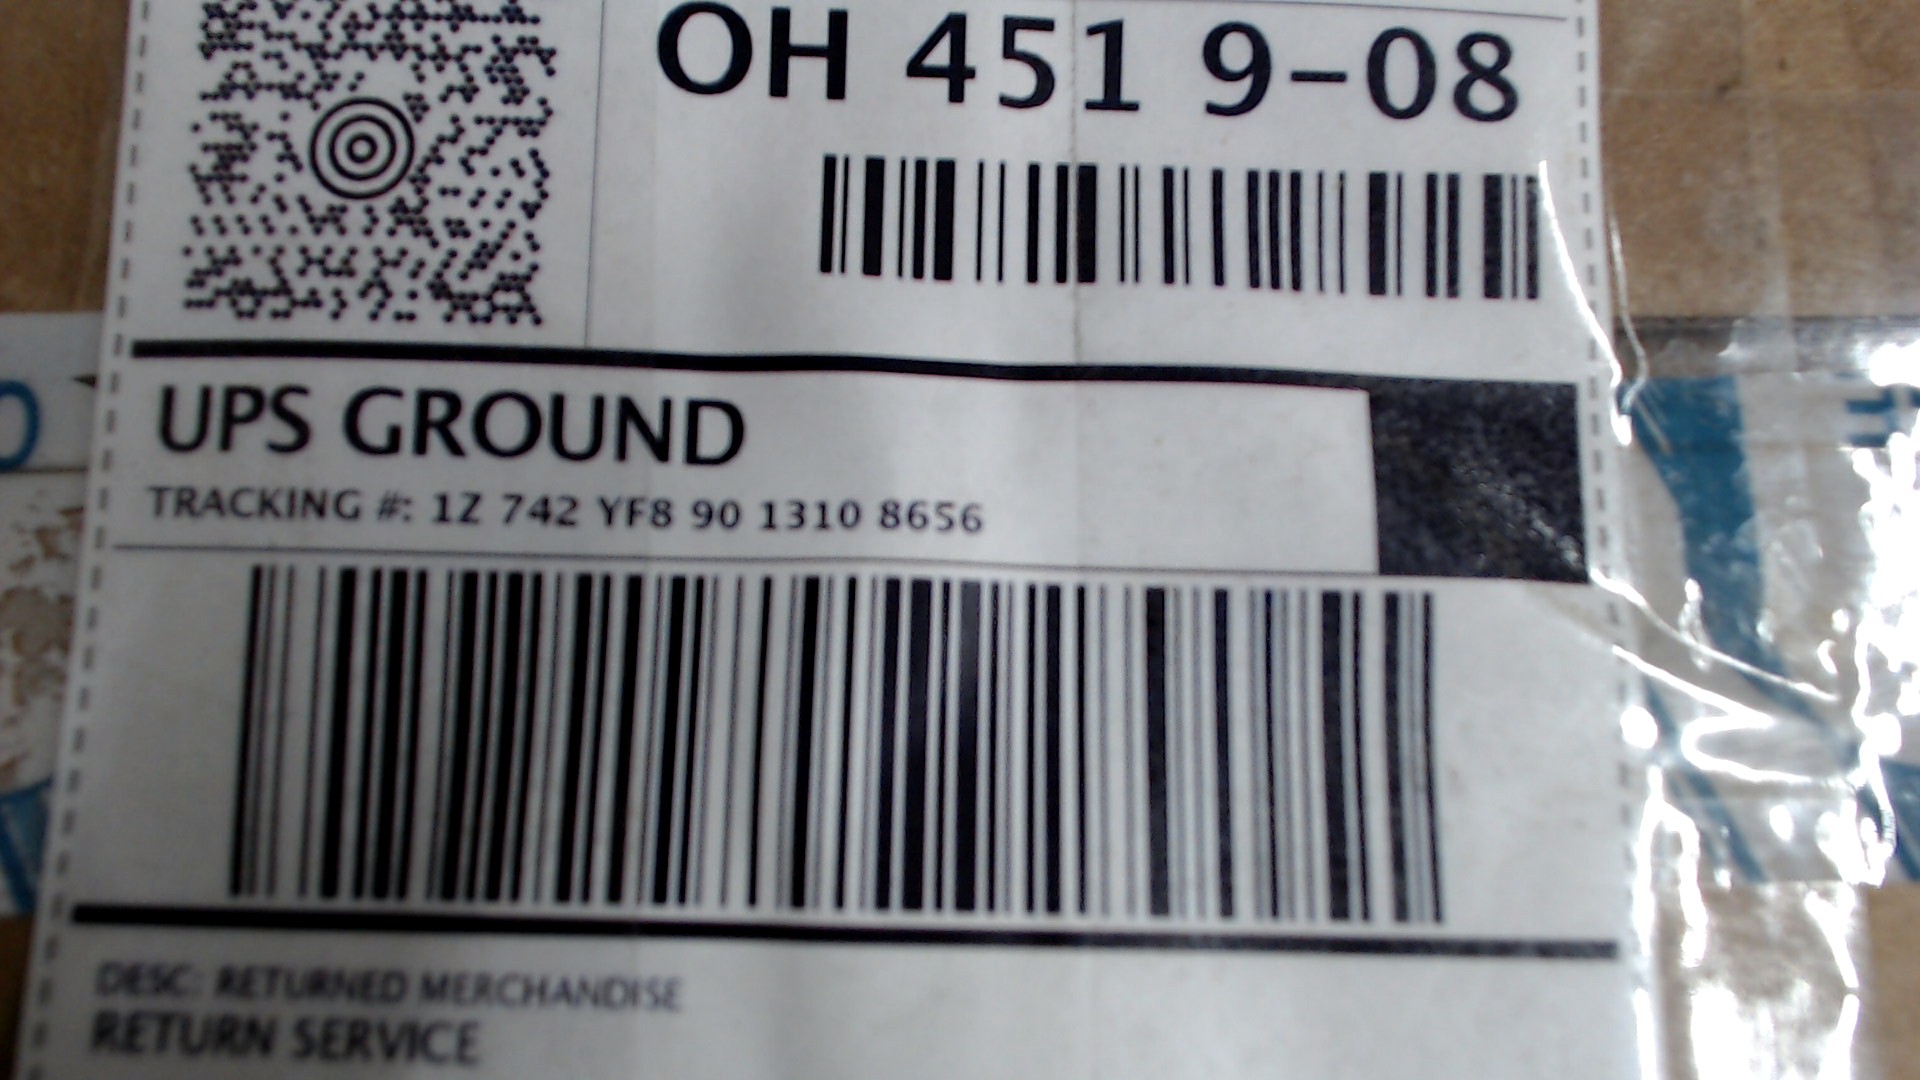 OH 451 9-08
UPS GROUND
TRACKING #: 1Z 742 YF8 90 1310 8656
DESC: RETURNED MERCHANDISE
RETURN SERVICE